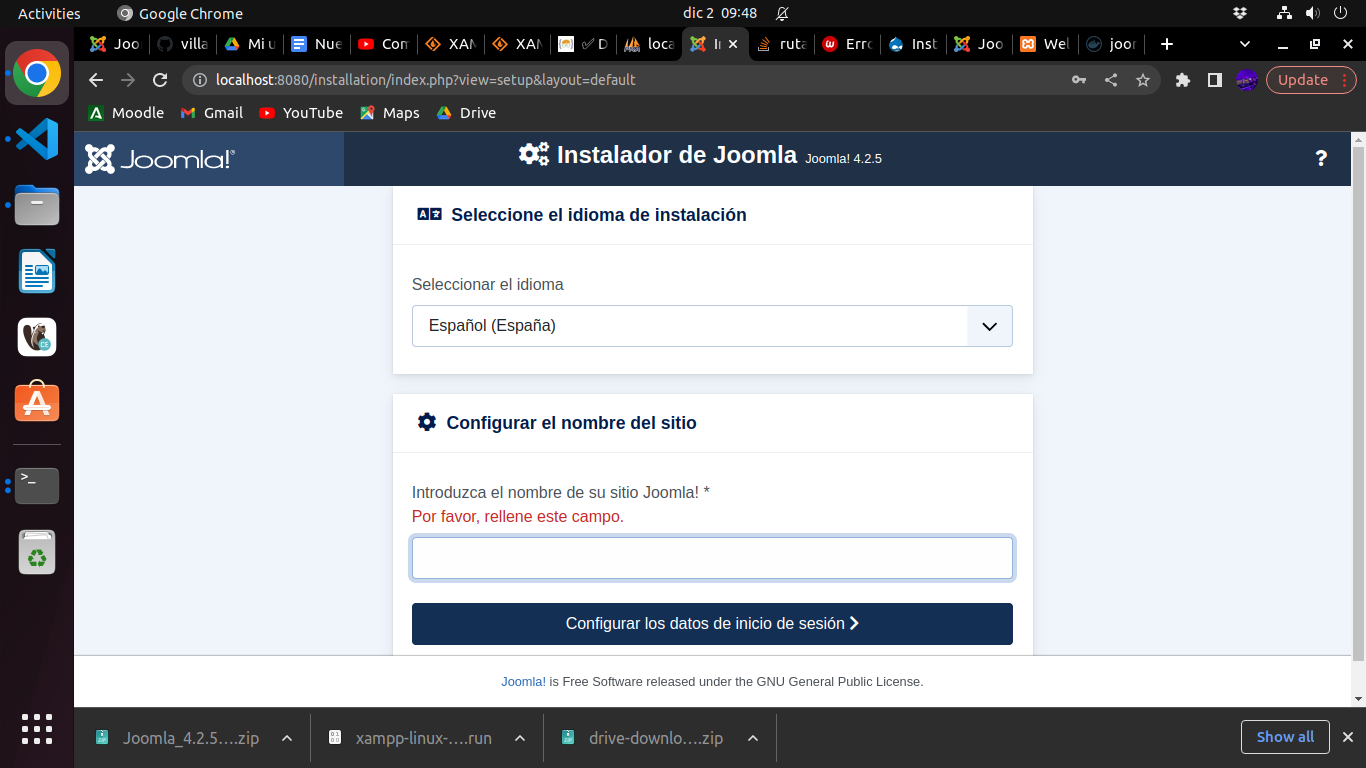 Activities
Google Chrome
dic 2 09:48
Joo
villa
Mi u
Nue
Com
XAM
XAM
D
loca
ruta
Erro
Inst
Joo
Wel
joor
localhost:8080/installation/index.php?view=setup&layout=default
Update
Moodle
Gmail
YouTube
Maps
Drive
Joomla!®
Instalador de Joomla Joomla! 4.2.5
?
Seleccione el idioma de instalación
Seleccionar el idioma
Español (España)
Configurar el nombre del sitio
Introduzca el nombre de su sitio Joomla! *
Por favor, rellene este campo.
Configurar los datos de inicio de sesión
Joomla! is Free Software released under the GNU General Public License.
Joomla_4.2.5....zip
xampp-linux-....run
drive-downlo....zip
Show all